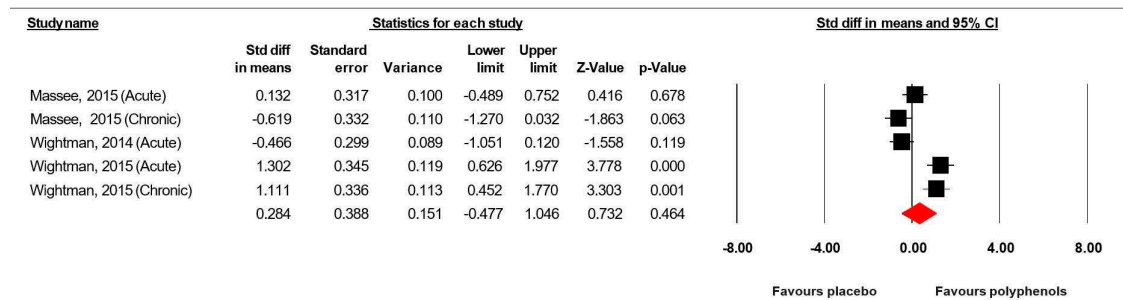 Study name Statistics for each study Std diff in means and 95% CI
Std diff Standard Lower Upper
in means error Variance limit limit Z-Value p-Value
Massee, 2015 (Acute) 0.132 0.317 0.100 -0.489 0.752 0.416 0.678
Massee, 2015 (Chronic) -0.619 0.332 0.110 -1.270 0.032 -1.863 0.063
Wightman, 2014 (Acute) -0.466 0.299 0.089 -1.051 0.120 -1.558 0.119
Wightman, 2015 (Acute) 1.302 0.345 0.119 0.626 1.977 3.778 0.000
Wightman, 2015 (Chronic) 1.111 0.336 0.113 0.452 1.770 3.303 0.001
0.284 0.388 0.151 -0.477 1.046 0.732 0.464
-8.00 -4.00 0.00 4.00 8.00
Favours placebo Favours polyphenols